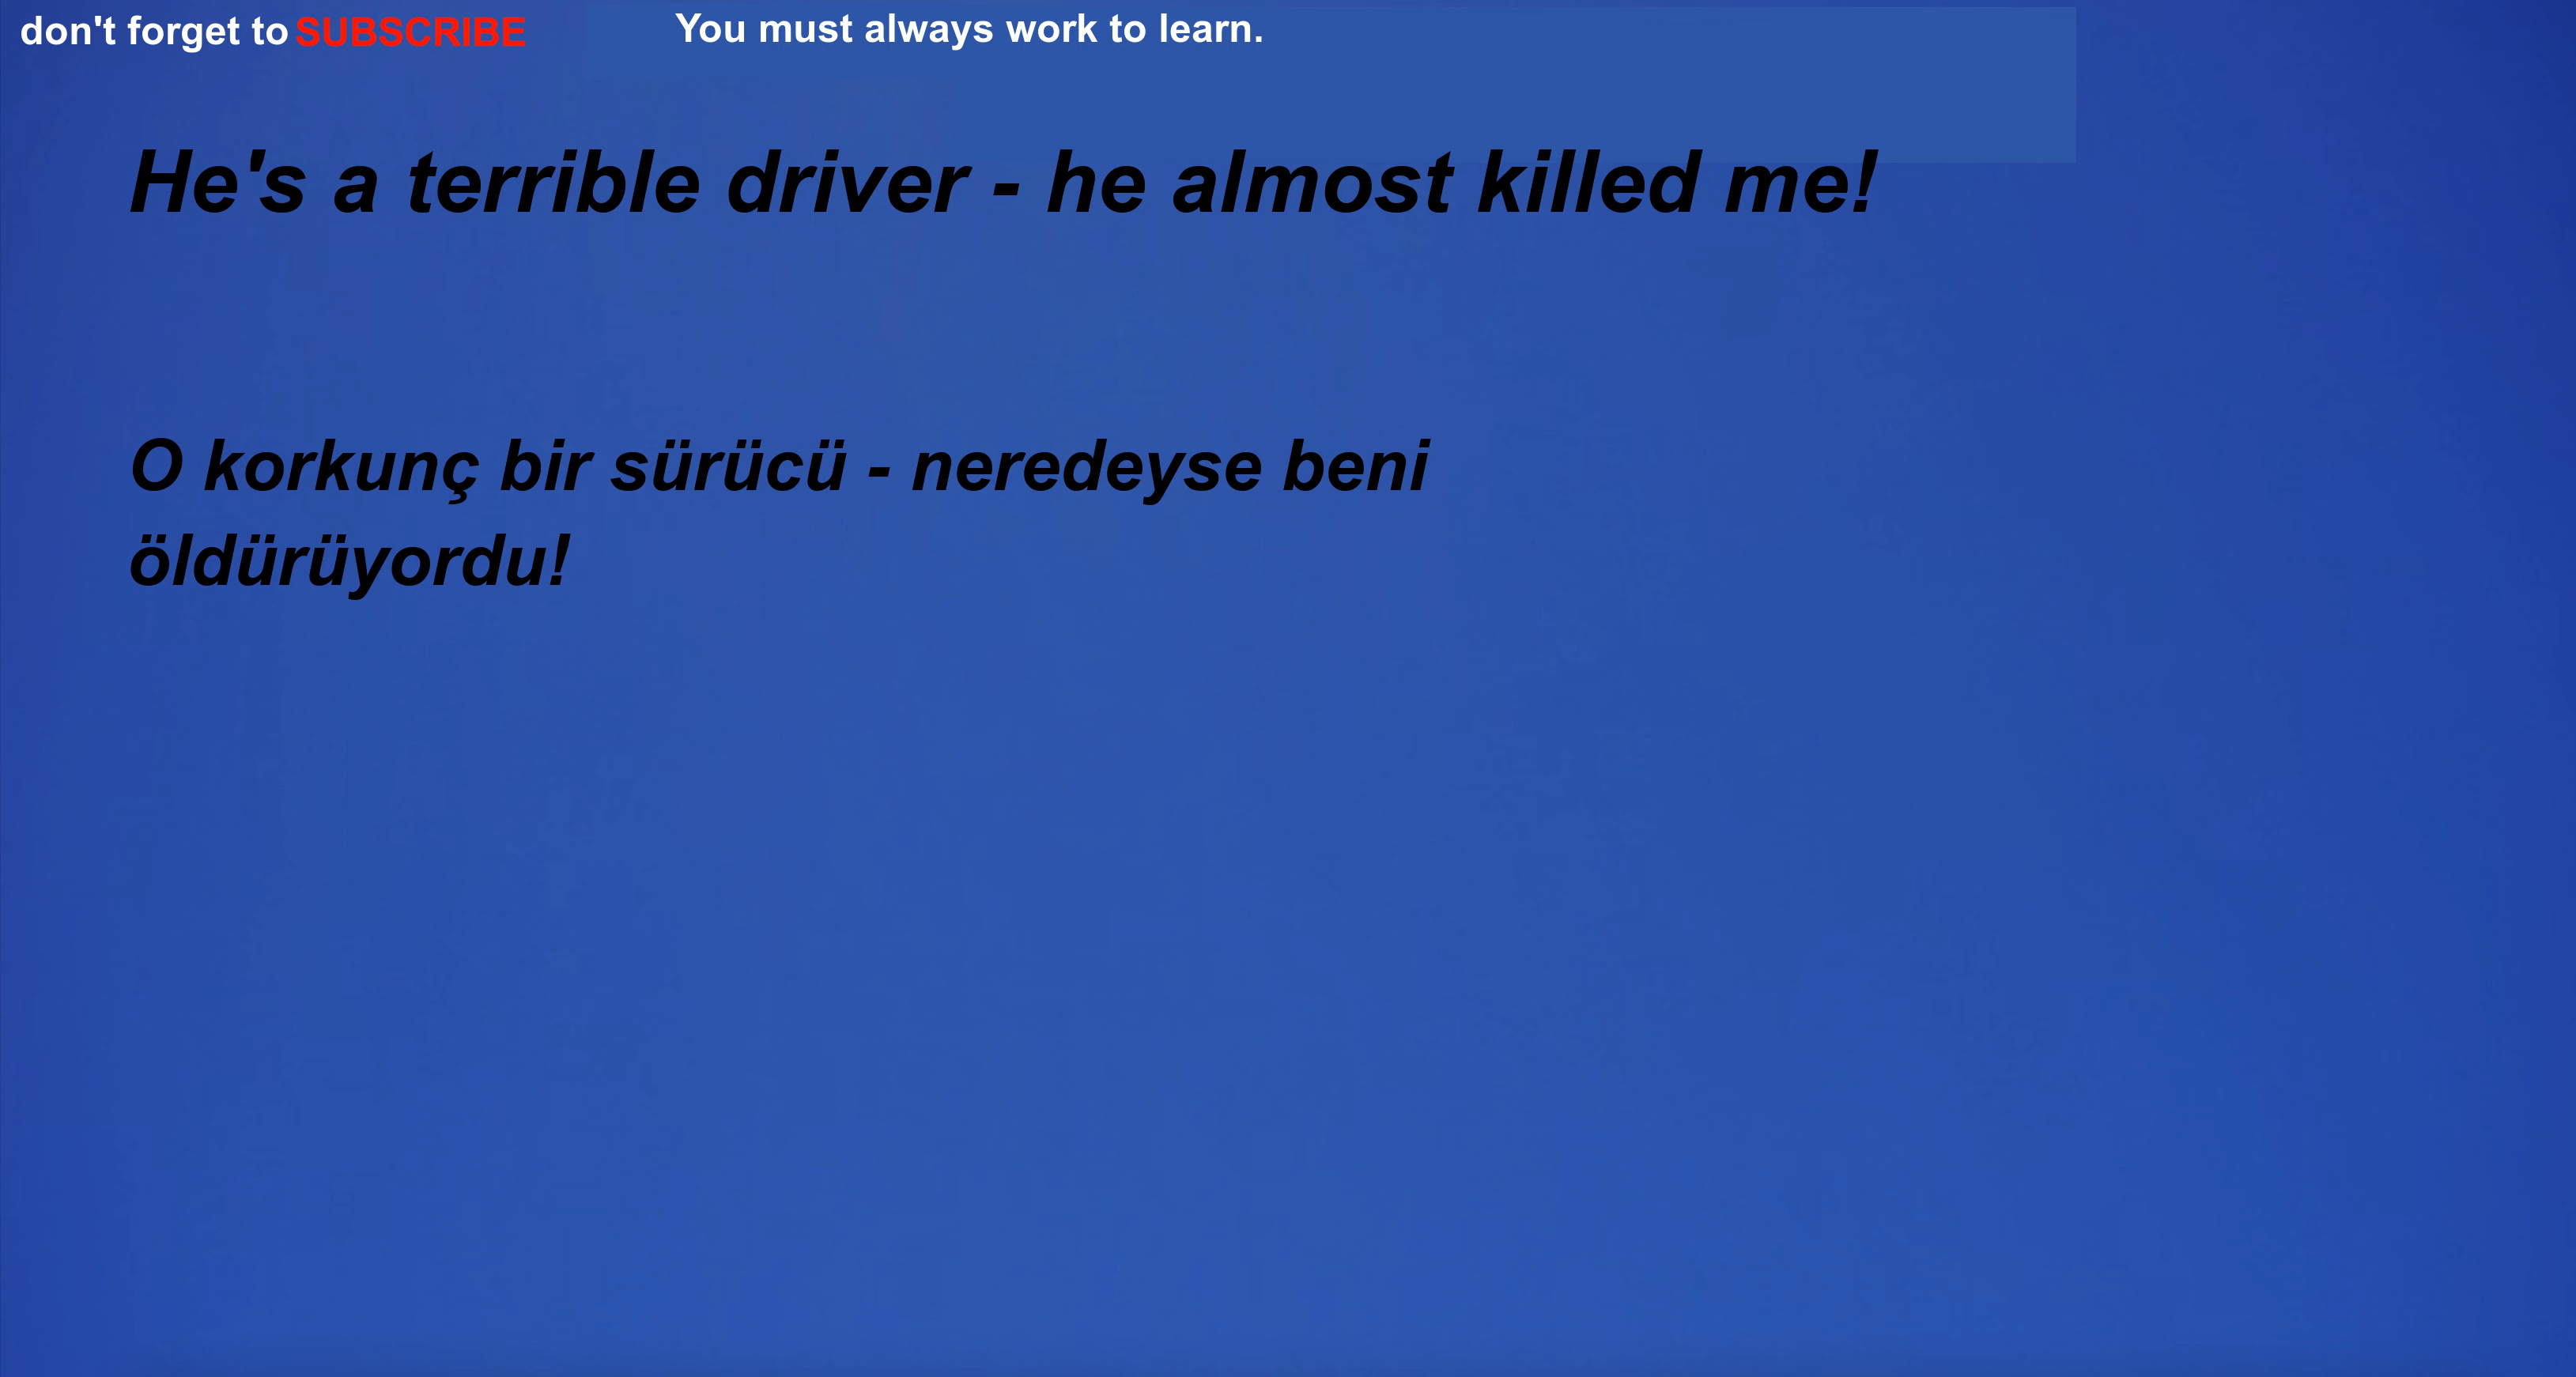 don't forget to SUBSCRIBE
You must always work to learn.
He's a terrible driver - he almost killed me!
O korkunç bir sürücü - neredeyse beni
öldürüyordu!